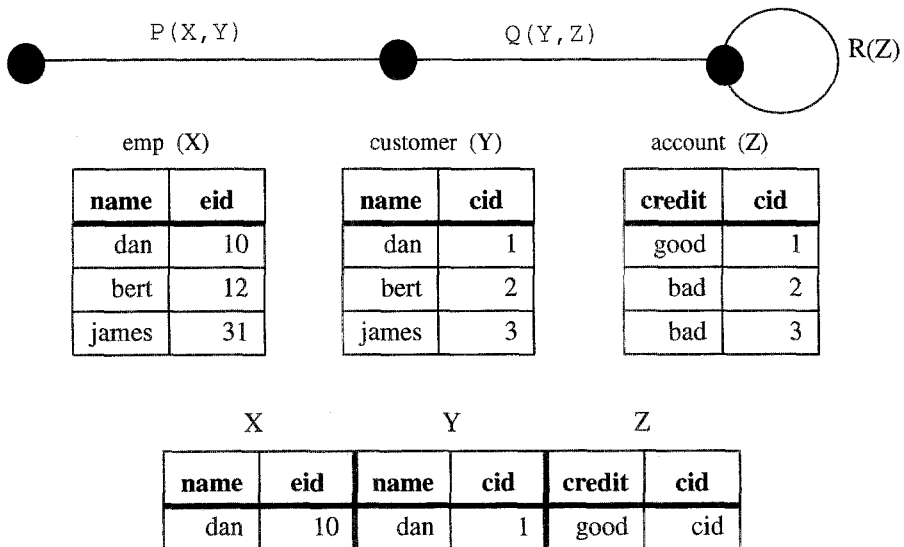 P(X,Y) Q(Y,Z) R(Z)
emp (X) customer (Y) account (Z)
name eid name cid credit cid
dan 10 dan 1 good 1
bert 12 bert 2 bad 2
james 31 james 3 bad 3
X Y Z
name eid name cid credit cid
dan 10 dan 1 good cid